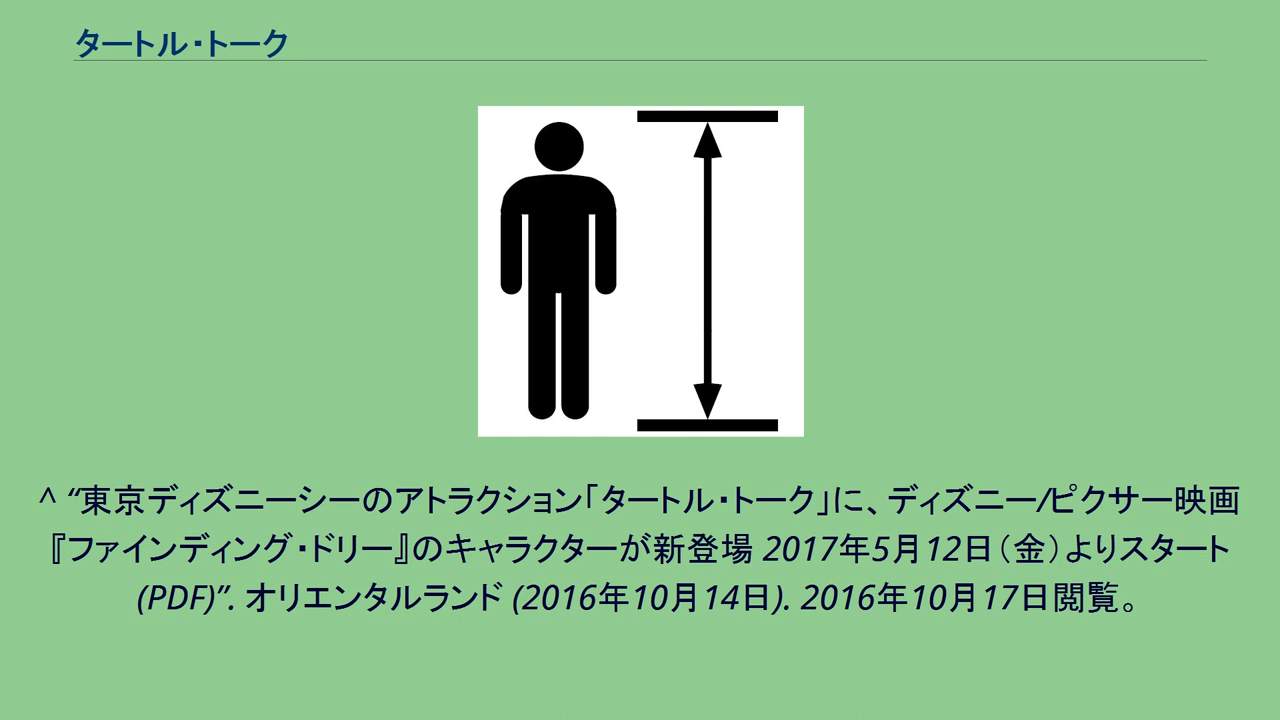 タートル・トーク
^ “東京ディズニーシーのアトラクション「タートル・トーク」に、ディズニー/ピクサー映画
『ファインディング・ドリー』のキャラクターが新登場 2017年5月12日（金）よりスタート
(PDF)”. オリエンタルランド (2016年10月14日). 2016年10月17日閲覧。